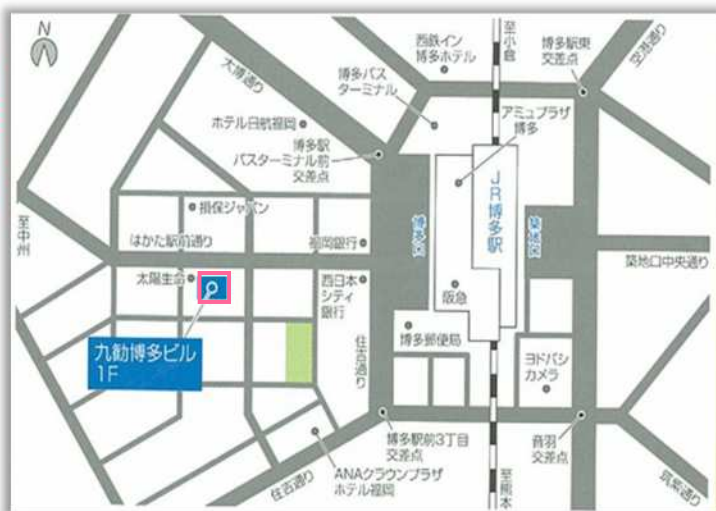 N
大博通り
西鉄イン
博多ホテル
至小倉
博多駅東
交差点
空港通り
博多バス
ターミナル
ホテル日航福岡
アミュプラザ
博多
博多駅
バスターミナル前
交差点
損保ジャパン
至中州
はかた駅前通り
福岡銀行
博多口
JR博多駅
筑紫口
築地口中央通り
太陽生命
西日本
シティ
銀行
阪急
九勧博多ビル
1F
住吉通り
博多郵便局
ヨドバシ
カメラ
博多駅前3丁目
交差点
音羽
交差点
ANAクラウンプラザ
ホテル福岡
住吉通り
至熊本
筑紫通り